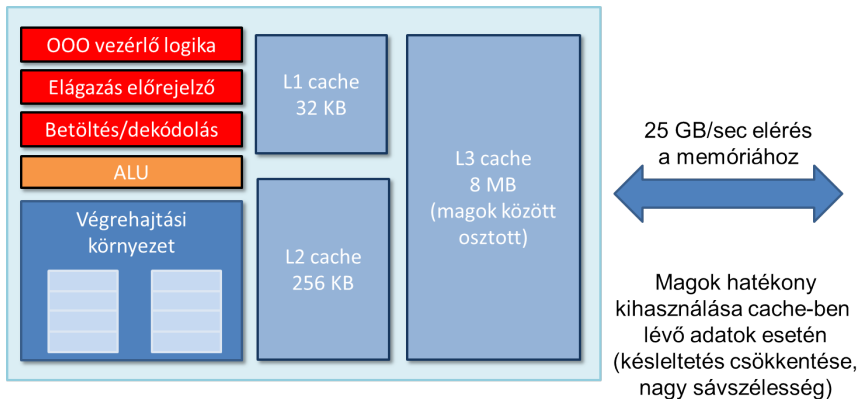 OOO vezérlő logika
Elágazás előrejelző
Betöltés/dekódolás
ALU
Végrehajtási
környezet
L1 cache
32 KB
L2 cache
256 KB
L3 cache
8 MB
(magok között
osztott)
25 GB/sec elérés
a memóriához
Magok hatékony
kihasználása cache-ben
lévő adatok esetén
(késleltetés csökkentése,
nagy sávszélesség)